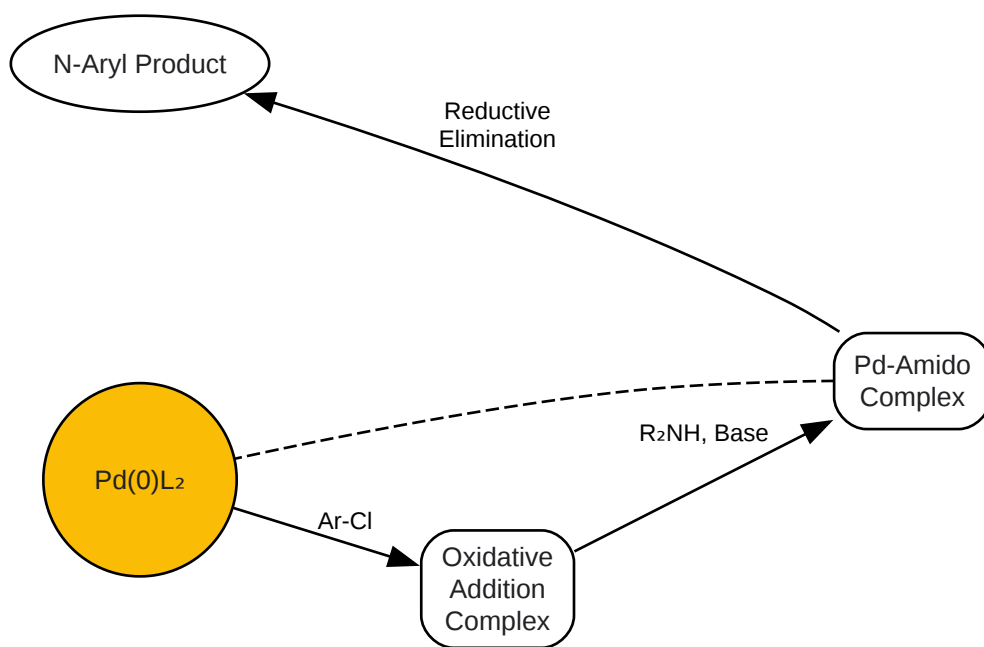 N-Aryl Product
Reductive
Elimination
Pd-Amido
Complex
R₂NH, Base
Pd(0)L₂
Ar-Cl
Oxidative
Addition
Complex